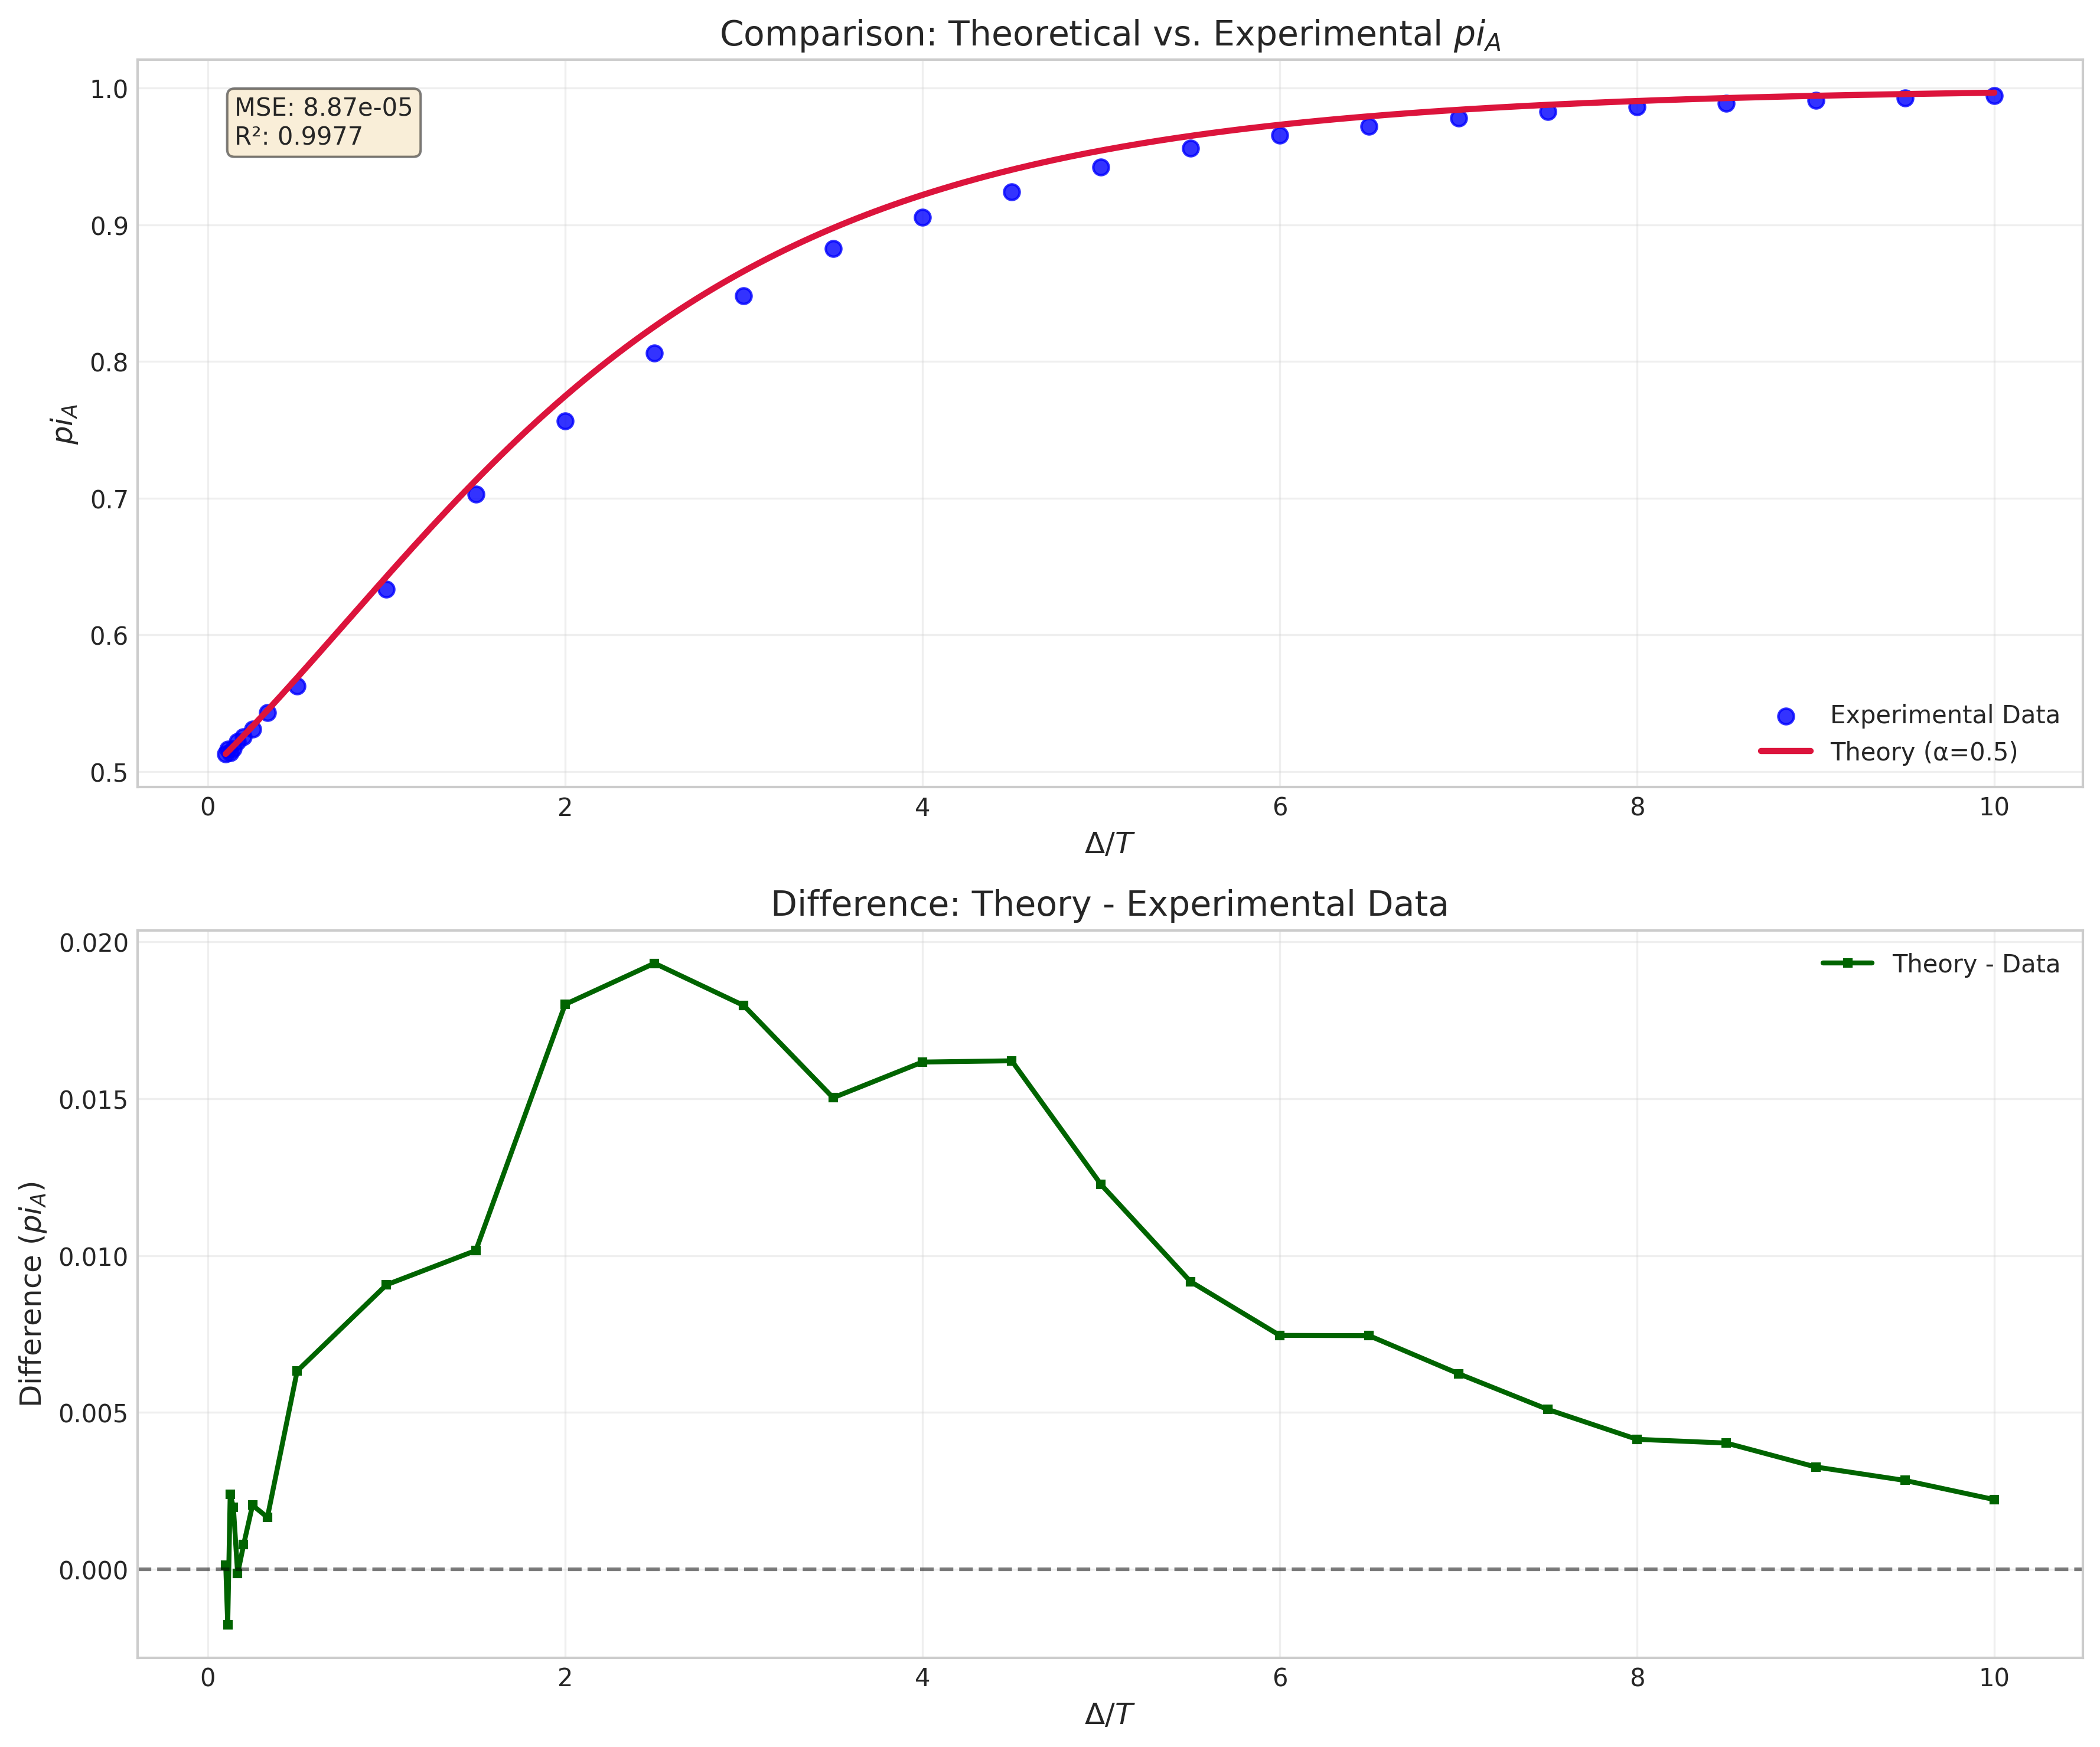 Comparison: Theoretical vs. Experimental pi_A
MSE: 8.87e-05
R²: 0.9977
pi_A
1.0
0.9
0.8
0.7
0.6
0.5
Experimental Data
Theory (α=0.5)
0 2 4 6 8 10
Δ/T
Difference: Theory - Experimental Data
Theory - Data
Difference (pi_A)
0.020
0.015
0.010
0.005
0.000
0 2 4 6 8 10
Δ/T